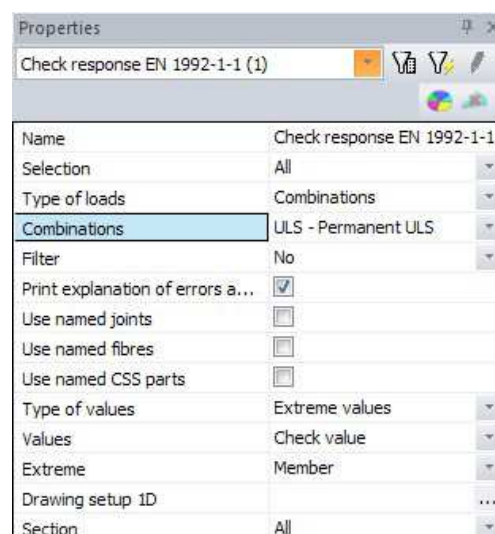 Properties
Check response EN 1992-1-1 (1)
Name Check response EN 1992-1-1
Selection All
Type of loads Combinations
Combinations ULS - Permanent ULS
Filter No
Print explanation of errors a...
Use named joints
Use named fibres
Use named CSS parts
Type of values Extreme values
Values Check value
Extreme Member
Drawing setup 1D ...
Section All